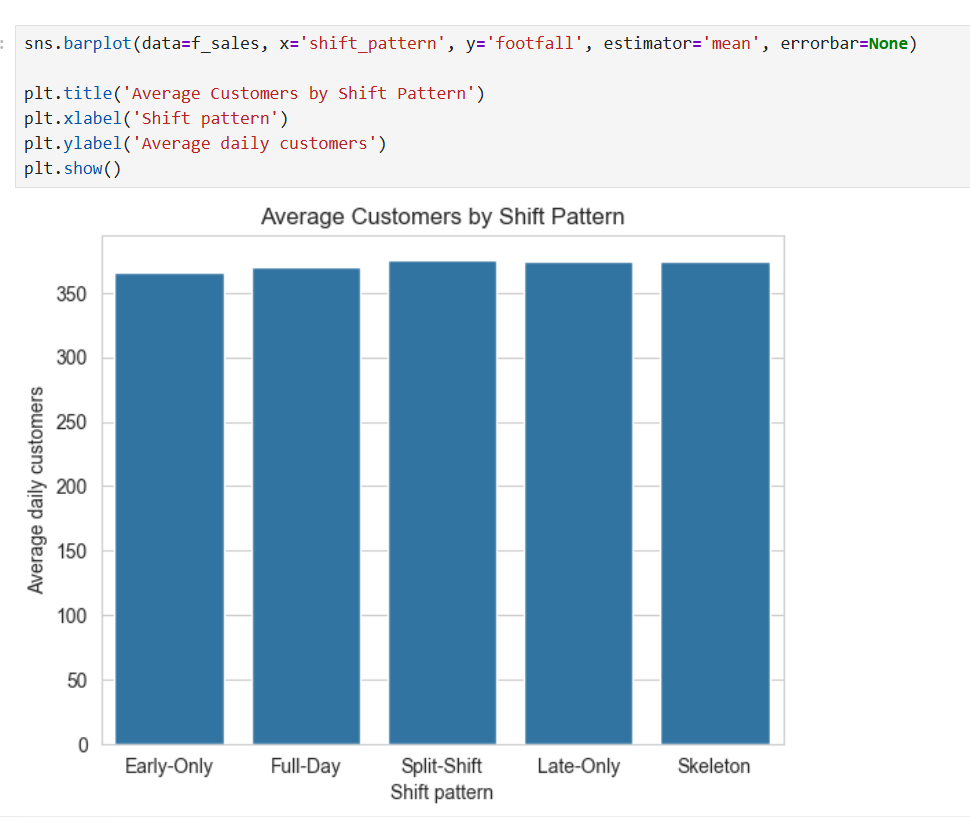 sns.barplot(data=f_sales, x='shift_pattern', y='footfall', estimator='mean', errorbar=None)
plt.title('Average Customers by Shift Pattern')
plt.xlabel('Shift pattern')
plt.ylabel('Average daily customers')
plt.show()
Average Customers by Shift Pattern
Average daily customers
350
300
250
200
150
100
50
0
Early-Only Full-Day Split-Shift Late-Only Skeleton
Shift pattern